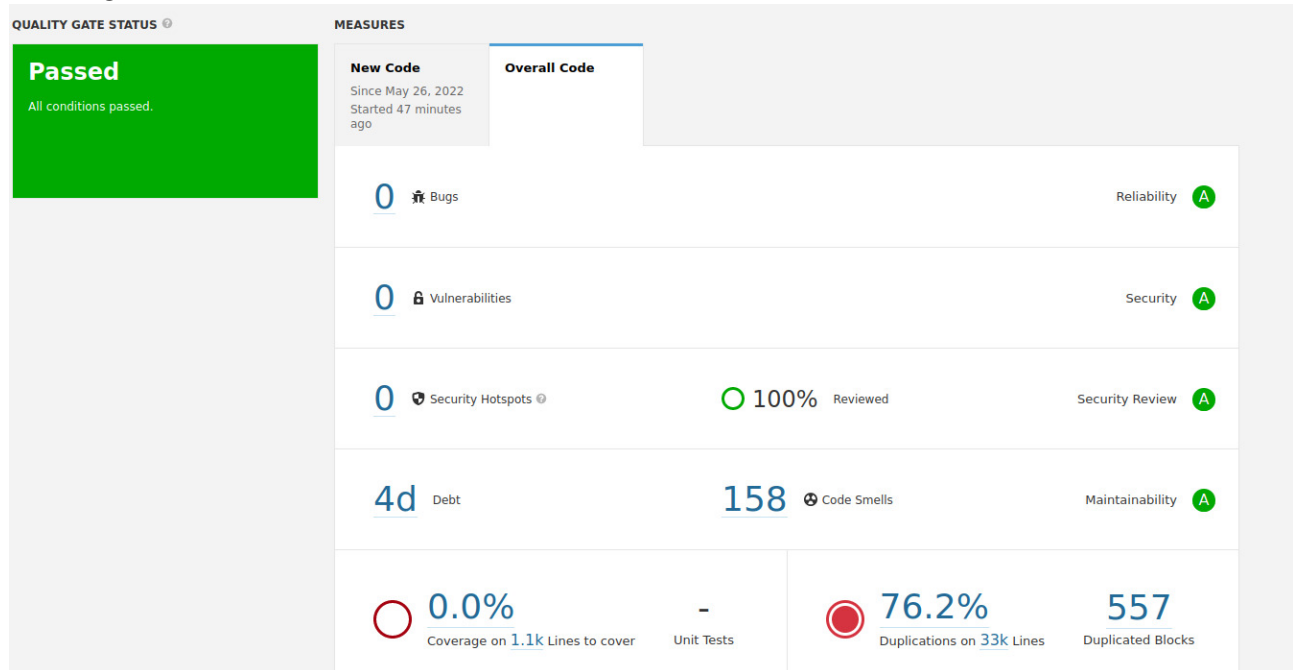 QUALITY GATE STATUS
MEASURES
Passed
All conditions passed.
New Code
Since May 26, 2022
Started 47 minutes
ago
Overall Code
0 Bugs
Reliability A
0 Vulnerabilities
Security A
0 Security Hotspots
100% Reviewed
Security Review A
4d Debt
158 Code Smells
Maintainability A
0.0%
Coverage on 1.1k Lines to cover
-
Unit Tests
76.2%
Duplications on 33k Lines
557
Duplicated Blocks